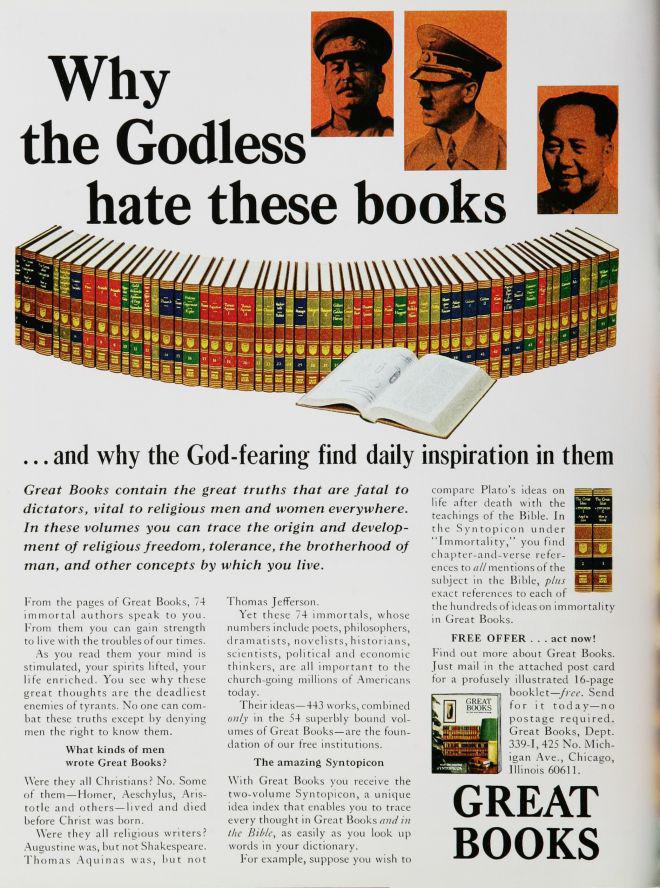 Why
the Godless
hate these books
...and why the God-fearing find daily inspiration in them
Great Books contain the great truths that are fatal to
dictators, vital to religious men and women everywhere.
In these volumes you can trace the origin and develop-
ment of religious freedom, tolerance, the brotherhood of
man, and other concepts by which you live.
From the pages of Great Books, 74
immortal authors speak to you.
From them you can gain strength
to live with the troubles of our times.
As you read them your mind is
stimulated, your spirits lifted, your
life enriched. You see why these
great thoughts are the deadliest
enemies of tyrants. No one can com-
bat these truths except by denying
men the right to know them.
What kinds of men
wrote Great Books?
Were they all Christians? No. Some
of them—Homer, Aeschylus, Aris-
totle and others—lived and died
before Christ was born.
Were they all religious writers?
Augustine was, but not Shakespeare.
Thomas Aquinas was, but not
Thomas Jefferson.
Yet these 74 immortals, whose
numbers include poets, philosophers,
dramatists, novelists, historians,
scientists, political and economic
thinkers, are all important to the
church-going millions of Americans
today.
Their ideas—443 works, combined
only in the 54 superbly bound vol-
umes of Great Books—are the foun-
dation of our free institutions.
The amazing Syntopicon
With Great Books you receive the
two-volume Syntopicon, a unique
idea index that enables you to trace
every thought in Great Books and in
the Bible, as easily as you look up
words in your dictionary.
For example, suppose you wish to
compare Plato's ideas on
life after death with the
teachings of the Bible. In
the Syntopicon under
"Immortality," you find
chapter-and-verse refer-
ences to all mentions of the
subject in the Bible, plus
exact references to each of
the hundreds of ideas on immortality
in Great Books.
FREE OFFER ... act now!
Find out more about Great Books.
Just mail in the attached post card
for a profusely illustrated 16-page
booklet—free. Send
for it today—no
postage required.
Great Books, Dept.
339-I, 425 No. Mich-
igan Ave., Chicago,
Illinois 60611.
GREAT
BOOKS
GREAT
BOOKS